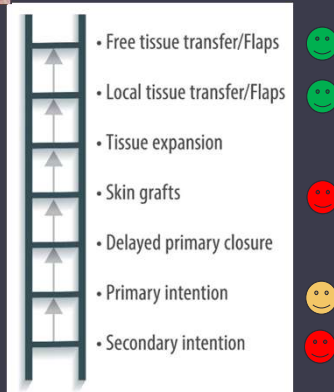 • Free tissue transfer/Flaps
• Local tissue transfer/Flaps
• Tissue expansion
• Skin grafts
• Delayed primary closure
• Primary intention
• Secondary intention